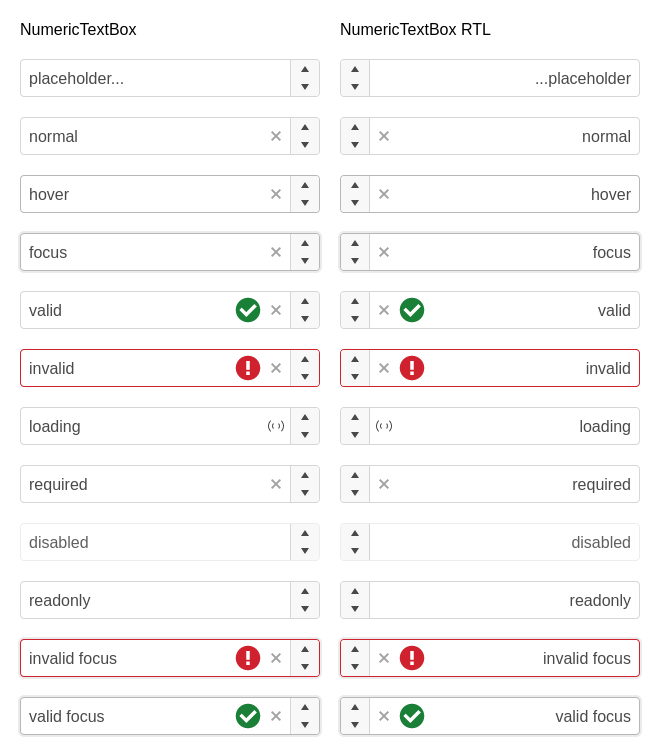 NumericTextBox
placeholder...
normal
hover
focus
valid
invalid
loading
required
disabled
readonly
invalid focus
valid focus
NumericTextBox RTL
...placeholder
normal
hover
focus
valid
invalid
loading
required
disabled
readonly
invalid focus
valid focus